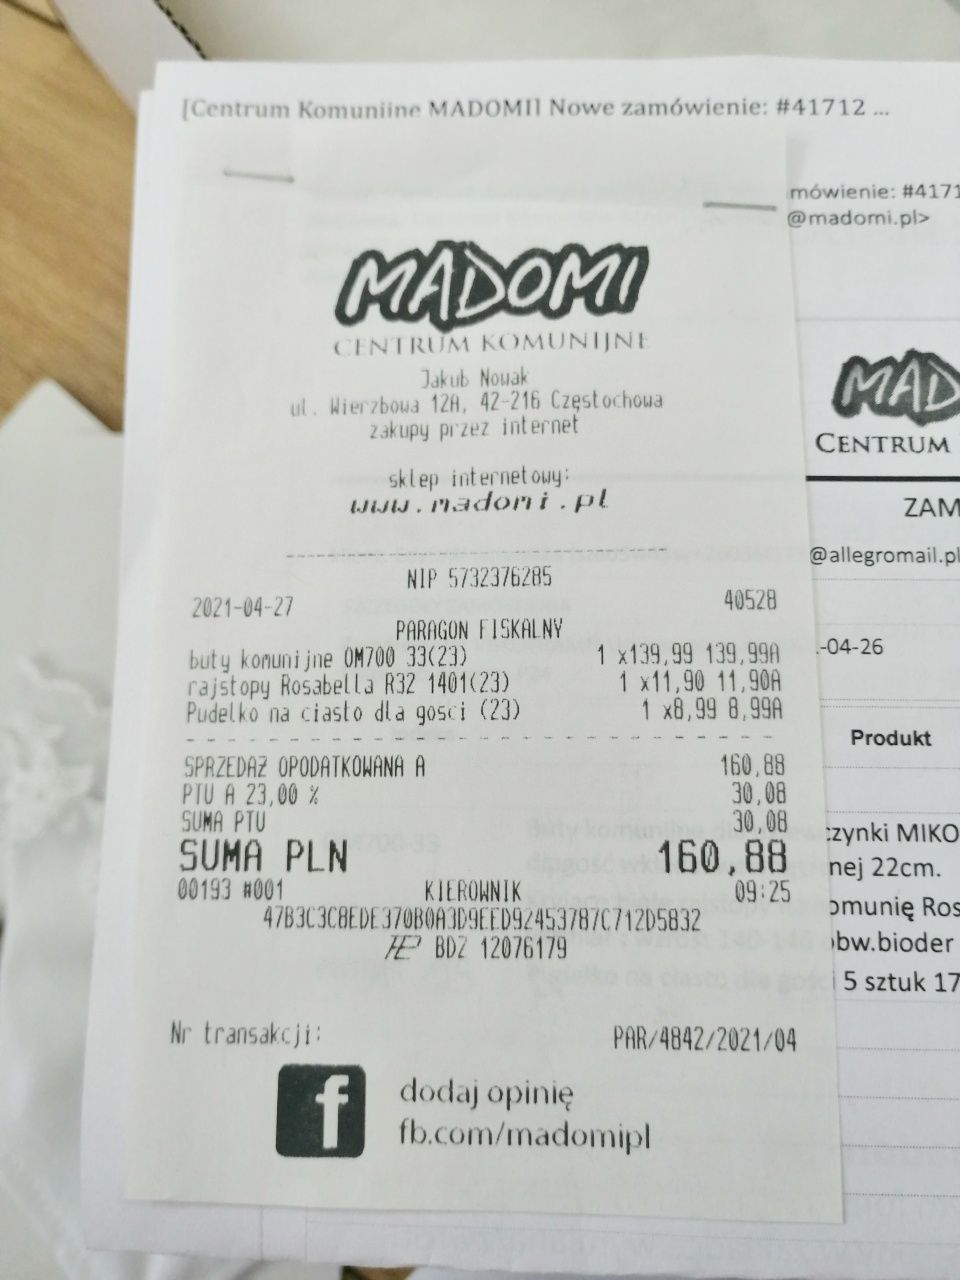 [Centrum Komunijne MADOMI] Nowe zamówienie: #41712 ...
mówienie: #4171
@madomi.pl>
MADOMI
CENTRUM KOMUNIJNE
Jakub Nowak
ul. Wierzbowa 12A, 42-216 Częstochowa
zakupy przez internet
sklep internetowy:
www.madomi.pl
NIP 5732376285
2021-04-27 40528
PARAGON FISKALNY
buty komunijne OM700 33(23) 1 x139,99 139,99A
rajstopy Rosabella R32 1401(23) 1 x11,90 11,90A
Pudelko na ciasto dla gosci (23) 1 x8,99 8,99A
SPRZEDAŻ OPODATKOWANA A 160,88
PTU A 23,00 % 30,08
SUMA PTU 30,08
SUMA PLN 160,88
00193 #001 KIEROWNIK 09:25
47B3C3C8EDE370B0A3D9EED92453787C712D5832
BDZ 12076179
Nr transakcji: PAR/4842/2021/04
f
dodaj opinię
fb.com/madomipl
MAD
CENTRUM
ZAM
@allegromail.pl
-04-26
Produkt
czynki MIKO
nej 22cm.
omunię Ros
obw.bioder
5 sztuk 17